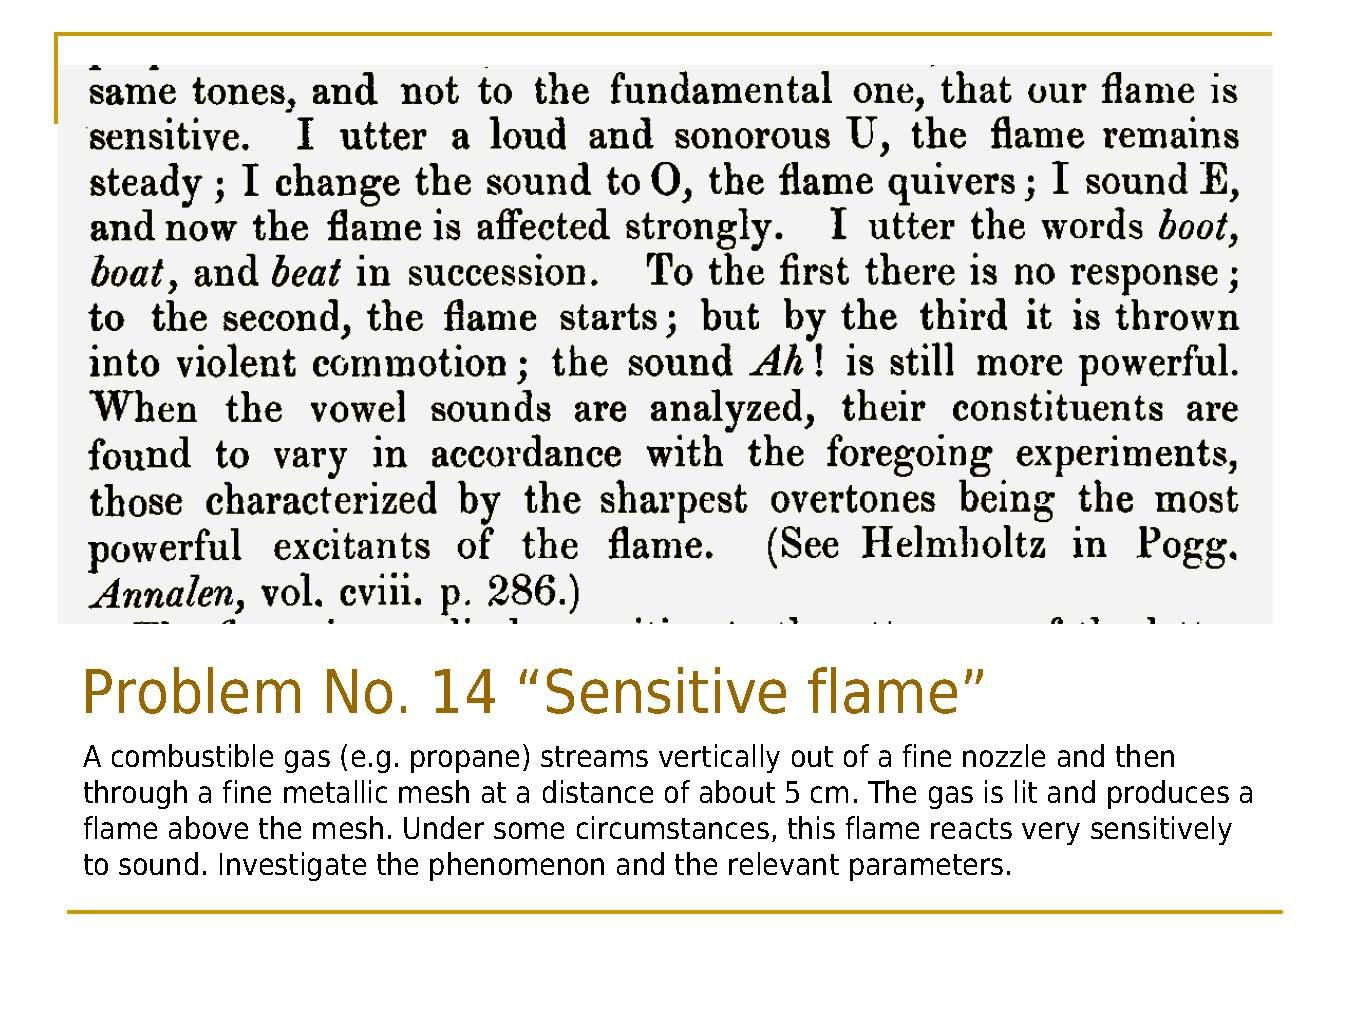 same tones, and not to the fundamental one, that our flame is
sensitive. I utter a loud and sonorous U, the flame remains
steady; I change the sound to O, the flame quivers; I sound E,
and now the flame is affected strongly. I utter the words boot,
boat, and beat in succession. To the first there is no response;
to the second, the flame starts; but by the third it is thrown
into violent commotion; the sound Ah! is still more powerful.
When the vowel sounds are analyzed, their constituents are
found to vary in accordance with the foregoing experiments,
those characterized by the sharpest overtones being the most
powerful excitants of the flame. (See Helmholtz in Pogg.
Annalen, vol. cviii. p. 286.)
Problem No. 14 “Sensitive flame”
A combustible gas (e.g. propane) streams vertically out of a fine nozzle and then
through a fine metallic mesh at a distance of about 5 cm. The gas is lit and produces a
flame above the mesh. Under some circumstances, this flame reacts very sensitively
to sound. Investigate the phenomenon and the relevant parameters.